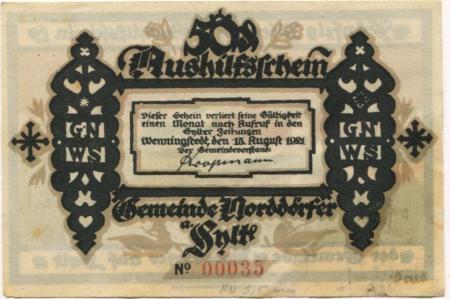 50 ₰
Aushilfsschein
Dieser Schein verliert seine Gültigkeit
einen Monat nach Aufruf in den
Sylter Zeitungen
Wenningstedt, den 15. August 1921
Der Gemeindevorstand:
GN
WS
GN
WS
Gemeinde Norddörfer
a.
Sylt
No 00035